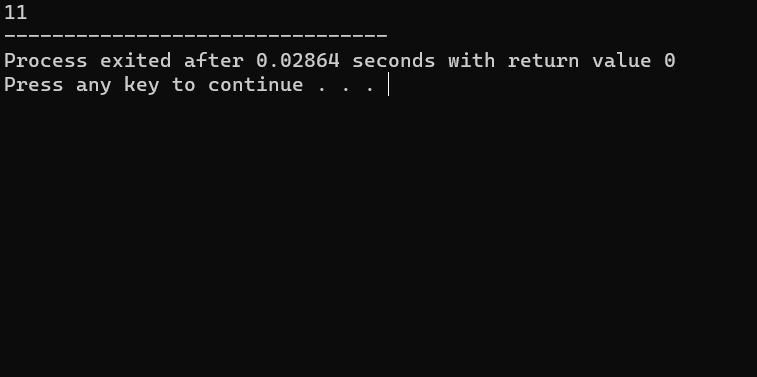 11
--------------------------------
Process exited after 0.02864 seconds with return value 0
Press any key to continue . . .